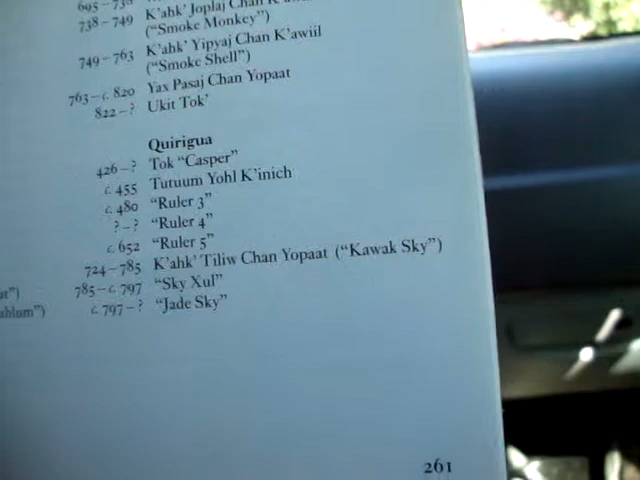 695–738
738–749 K'ahk' Joplaj Chan
("Smoke Monkey")
749–763 K'ahk' Yipyaj Chan K'awiil
("Smoke Shell")
763–c. 820 Yax Pasaj Chan Yopaat
822–? Ukit Tok'
Quirigua
426–? Tok "Casper"
c. 455 Tutuum Yohl K'inich
c. 480 "Ruler 3"
?–? "Ruler 4"
c. 652 "Ruler 5"
724–785 K'ahk' Tiliw Chan Yopaat ("Kawak Sky")
785–c. 797 "Sky Xul"
c. 797–? "Jade Sky"
261